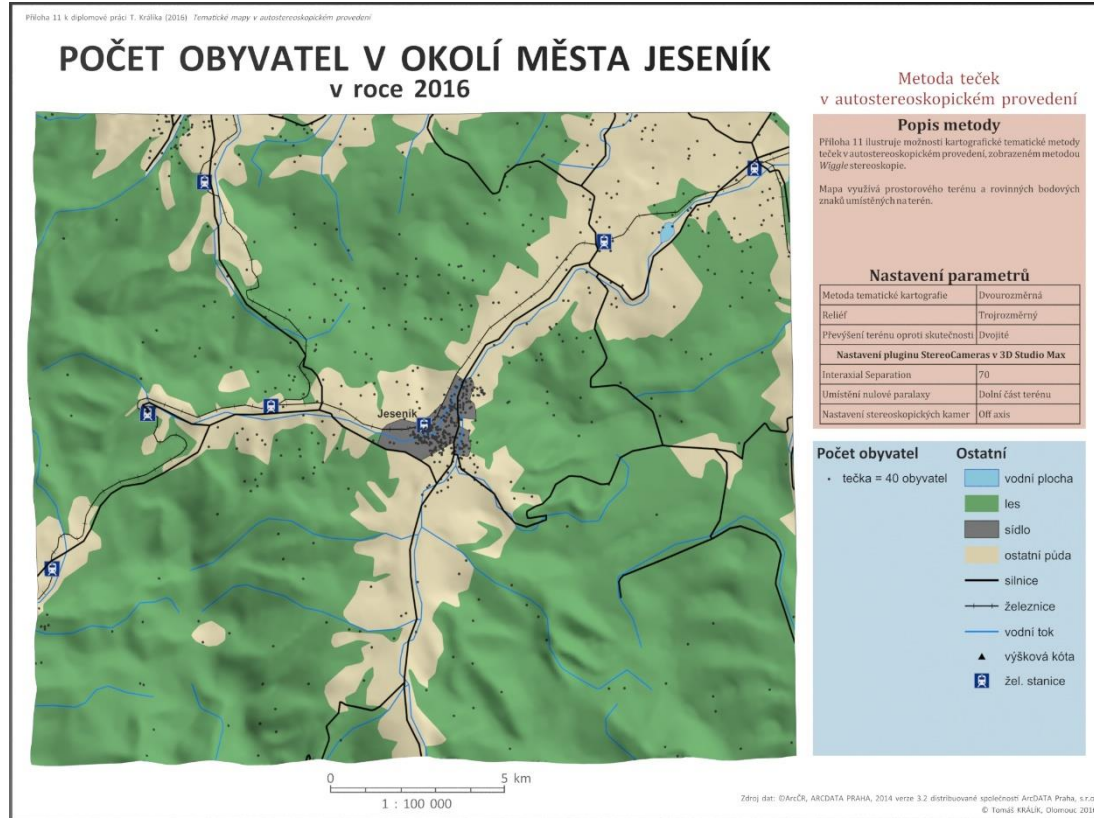 Příloha 11 k diplomové práci T. Králíka (2016) Tematické mapy v autostereoskopickém provedení
POČET OBYVATEL V OKOLÍ MĚSTA JESENÍK
v roce 2016
Jeseník
0 5 km
1 : 100 000
Metoda teček
v autostereoskopickém provedení
Popis metody
Příloha 11 ilustruje možnosti kartografické tematické metody
teček v autostereoskopickém provedení, zobrazeném metodou
Wiggle stereoskopie.
Mapa využívá prostorového terénu a rovinných bodových
znaků umístěných na terén.
Nastavení parametrů
Metoda tematické kartografie Dvourozměrná
Reliéf Trojrozměrný
Převýšení terénu oproti skutečnosti Dvojité
Nastavení pluginu StereoCameras v 3D Studio Max
Interaxial Separation 70
Umístění nulové paralaxy Dolní část terénu
Nastavení stereoskopických kamer Off axis
Počet obyvatel
tečka = 40 obyvatel
Ostatní
vodní plocha
les
sídlo
ostatní půda
silnice
železnice
vodní tok
výšková kóta
žel. stanice
Zdroj dat: ©ArcČR, ARCDATA PRAHA, 2014 verze 3.2 distribuované společností ArcDATA Praha, s.r.o
© Tomáš KRÁLÍK, Olomouc 2016